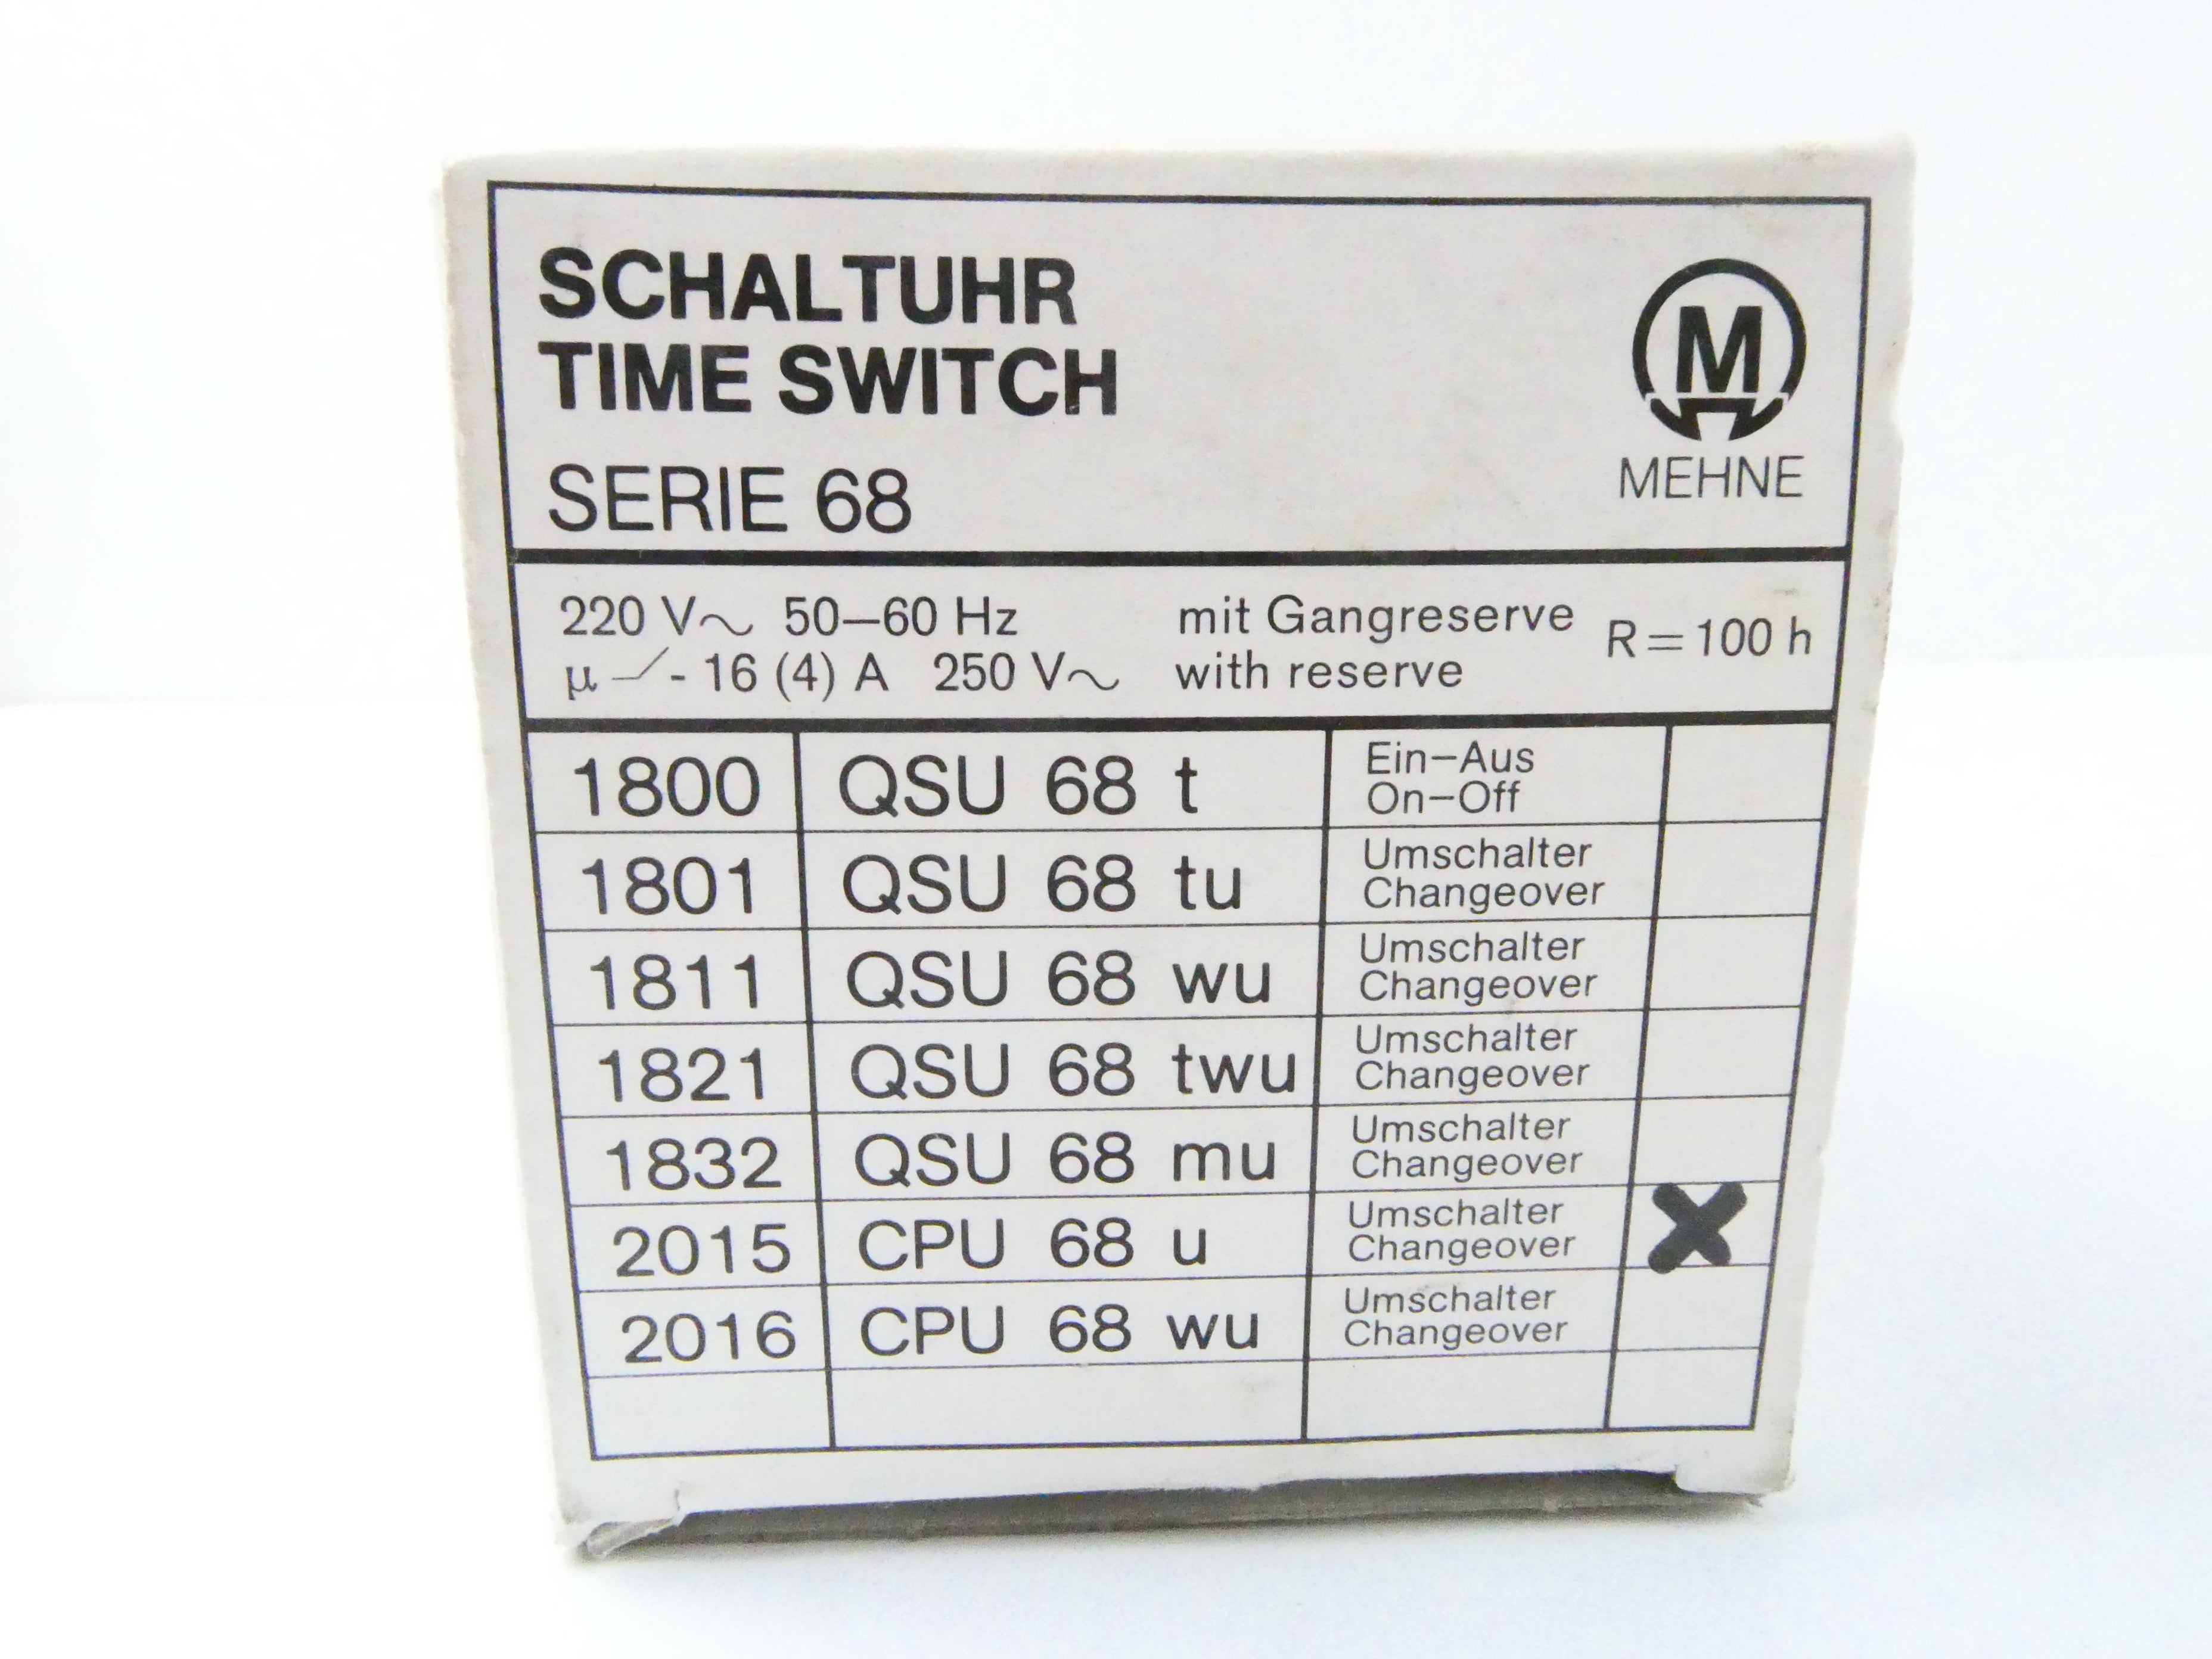 SCHALTUHR
TIME SWITCH
SERIE 68
M
MEHNE
220 V~ 50–60 Hz
μ - 16 (4) A 250 V~
mit Gangreserve
with reserve
R = 100 h
1800 QSU 68 t Ein–Aus
On–Off
1801 QSU 68 tu Umschalter
Changeover
1811 QSU 68 wu Umschalter
Changeover
1821 QSU 68 twu Umschalter
Changeover
1832 QSU 68 mu Umschalter
Changeover
2015 CPU 68 u Umschalter
Changeover
2016 CPU 68 wu Umschalter
Changeover